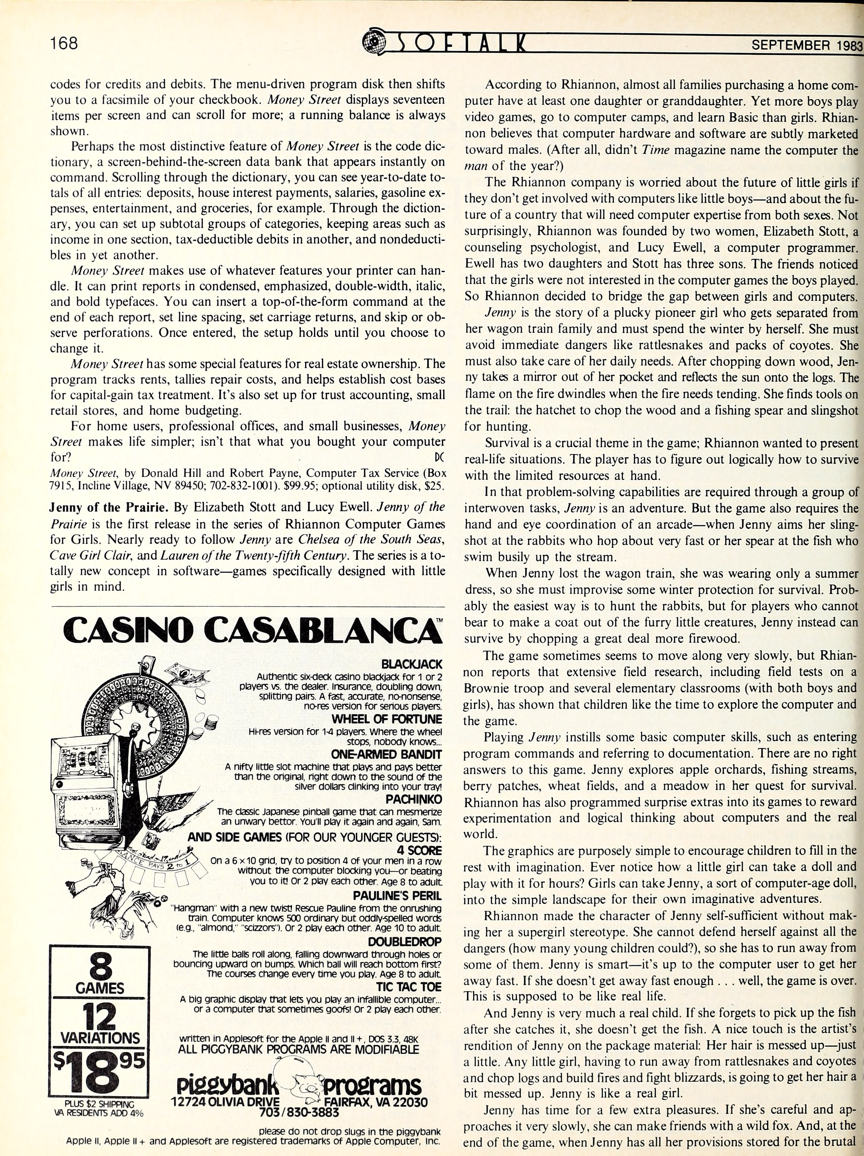 168
SOFTALK
SEPTEMBER 1983
codes for credits and debits. The menu-driven program disk then shifts
you to a facsimile of your checkbook. Money Street displays seventeen
items per screen and can scroll for more; a running balance is always
shown.
Perhaps the most distinctive feature of Money Street is the code dic-
tionary, a screen-behind-the-screen data bank that appears instantly on
command. Scrolling through the dictionary, you can see year-to-date to-
tals of all entries: deposits, house interest payments, salaries, gasoline ex-
penses, entertainment, and groceries, for example. Through the diction-
ary, you can set up subtotal groups of categories, keeping areas such as
income in one section, tax-deductible debits in another, and nondeducti-
bles in yet another.
Money Street makes use of whatever features your printer can han-
dle. It can print reports in condensed, emphasized, double-width, italic,
and bold typefaces. You can insert a top-of-the-form command at the
end of each report, set line spacing, set carriage returns, and skip or ob-
serve perforations. Once entered, the setup holds until you choose to
change it.
Money Street has some special features for real estate ownership. The
program tracks rents, tallies repair costs, and helps establish cost bases
for capital-gain tax treatment. It's also set up for trust accounting, small
retail stores, and home budgeting.
For home users, professional offices, and small businesses, Money
Street makes life simpler; isn't that what you bought your computer
for?
Money Street, by Donald Hill and Robert Payne, Computer Tax Service (Box
7915, Incline Village, NV 89450; 702-832-1001). $99.95; optional utility disk, $25.
Jenny of the Prairie. By Elizabeth Stott and Lucy Ewell. Jenny of the
Prairie is the first release in the series of Rhiannon Computer Games
for Girls. Nearly ready to follow Jenny are Chelsea of the South Seas,
Cave Girl Clair, and Lauren of the Twenty-fifth Century. The series is a to-
tally new concept in software—games specifically designed with little
girls in mind.
CASINO CASABLANCA™
BLACKJACK
Authentic six-deck casino blackjack for 1 or 2
players vs. the dealer. Insurance, doubling down,
splitting pairs. A fast, accurate, no-nonsense,
no-res version for serious players.
WHEEL OF FORTUNE
Hi-res version for 1-4 players. Where the wheel
stops, nobody knows...
ONE-ARMED BANDIT
A nifty little slot machine that plays and pays better
than the original, right down to the sound of the
silver dollars clinking into your tray!
PACHINKO
The classic Japanese pinball game that can mesmerize
an unwary bettor. You'll play it again and again, Sam.
AND SIDE GAMES (FOR OUR YOUNGER GUESTS):
4 SCORE
On a 6 x 10 grid, try to position 4 of your men in a row
without the computer blocking you—or beating
you to it! Or 2 play each other. Age 8 to adult.
PAULINE'S PERIL
"Hangman" with a new twist! Rescue Pauline from the onrushing
train. Computer knows 500 ordinary but oddly-spelled words
(e.g., "almond," "scizzors"). Or 2 play each other. Age 10 to adult.
DOUBLEDROP
The little balls roll along, falling downward through holes or
bouncing upward on bumps. Which ball will reach bottom first?
The courses change every time you play. Age 8 to adult.
TIC TAC TOE
A big graphic display that lets you play an infallible computer...
or a computer that sometimes goofs! Or 2 play each other.
8
GAMES
12
VARIATIONS
$18.95
PLUS $2 SHIPPING
VA RESIDENTS ADD 4%
written in Applesoft for the Apple II and II +, DOS 3.3, 48K
ALL PIGGYBANK PROGRAMS ARE MODIFIABLE
piggybank programs
12724 OLIVIA DRIVE FAIRFAX, VA 22030
703/830-3883
please do not drop slugs in the piggybank
Apple II, Apple II + and Applesoft are registered trademarks of Apple Computer, Inc.
According to Rhiannon, almost all families purchasing a home com-
puter have at least one daughter or granddaughter. Yet more boys play
video games, go to computer camps, and learn Basic than girls. Rhian-
non believes that computer hardware and software are subtly marketed
toward males. (After all, didn't Time magazine name the computer the
man of the year?)
The Rhiannon company is worried about the future of little girls if
they don't get involved with computers like little boys—and about the fu-
ture of a country that will need computer expertise from both sexes. Not
surprisingly, Rhiannon was founded by two women, Elizabeth Stott, a
counseling psychologist, and Lucy Ewell, a computer programmer.
Ewell has two daughters and Stott has three sons. The friends noticed
that the girls were not interested in the computer games the boys played.
So Rhiannon decided to bridge the gap between girls and computers.
Jenny is the story of a plucky pioneer girl who gets separated from
her wagon train family and must spend the winter by herself. She must
avoid immediate dangers like rattlesnakes and packs of coyotes. She
must also take care of her daily needs. After chopping down wood, Jen-
ny takes a mirror out of her pocket and reflects the sun onto the logs. The
flame on the fire dwindles when the fire needs tending. She finds tools on
the trail: the hatchet to chop the wood and a fishing spear and slingshot
for hunting.
Survival is a crucial theme in the game; Rhiannon wanted to present
real-life situations. The player has to figure out logically how to survive
with the limited resources at hand.
In that problem-solving capabilities are required through a group of
interwoven tasks, Jenny is an adventure. But the game also requires the
hand and eye coordination of an arcade—when Jenny aims her sling-
shot at the rabbits who hop about very fast or her spear at the fish who
swim busily up the stream.
When Jenny lost the wagon train, she was wearing only a summer
dress, so she must improvise some winter protection for survival. Prob-
ably the easiest way is to hunt the rabbits, but for players who cannot
bear to make a coat out of the furry little creatures, Jenny instead can
survive by chopping a great deal more firewood.
The game sometimes seems to move along very slowly, but Rhian-
non reports that extensive field research, including field tests on a
Brownie troop and several elementary classrooms (with both boys and
girls), has shown that children like the time to explore the computer and
the game.
Playing Jenny instills some basic computer skills, such as entering
program commands and referring to documentation. There are no right
answers to this game. Jenny explores apple orchards, fishing streams,
berry patches, wheat fields, and a meadow in her quest for survival.
Rhiannon has also programmed surprise extras into its games to reward
experimentation and logical thinking about computers and the real
world.
The graphics are purposely simple to encourage children to fill in the
rest with imagination. Ever notice how a little girl can take a doll and
play with it for hours? Girls can take Jenny, a sort of computer-age doll,
into the simple landscape for their own imaginative adventures.
Rhiannon made the character of Jenny self-sufficient without mak-
ing her a supergirl stereotype. She cannot defend herself against all the
dangers (how many young children could?), so she has to run away from
some of them. Jenny is smart—it's up to the computer user to get her
away fast. If she doesn't get away fast enough . . . well, the game is over.
This is supposed to be like real life.
And Jenny is very much a real child. If she forgets to pick up the fish
after she catches it, she doesn't get the fish. A nice touch is the artist's
rendition of Jenny on the package material: Her hair is messed up—just
a little. Any little girl, having to run away from rattlesnakes and coyotes
and chop logs and build fires and fight blizzards, is going to get her hair a
bit messed up. Jenny is like a real girl.
Jenny has time for a few extra pleasures. If she's careful and ap-
proaches it very slowly, she can make friends with a wild fox. And, at the
end of the game, when Jenny has all her provisions stored for the brutal